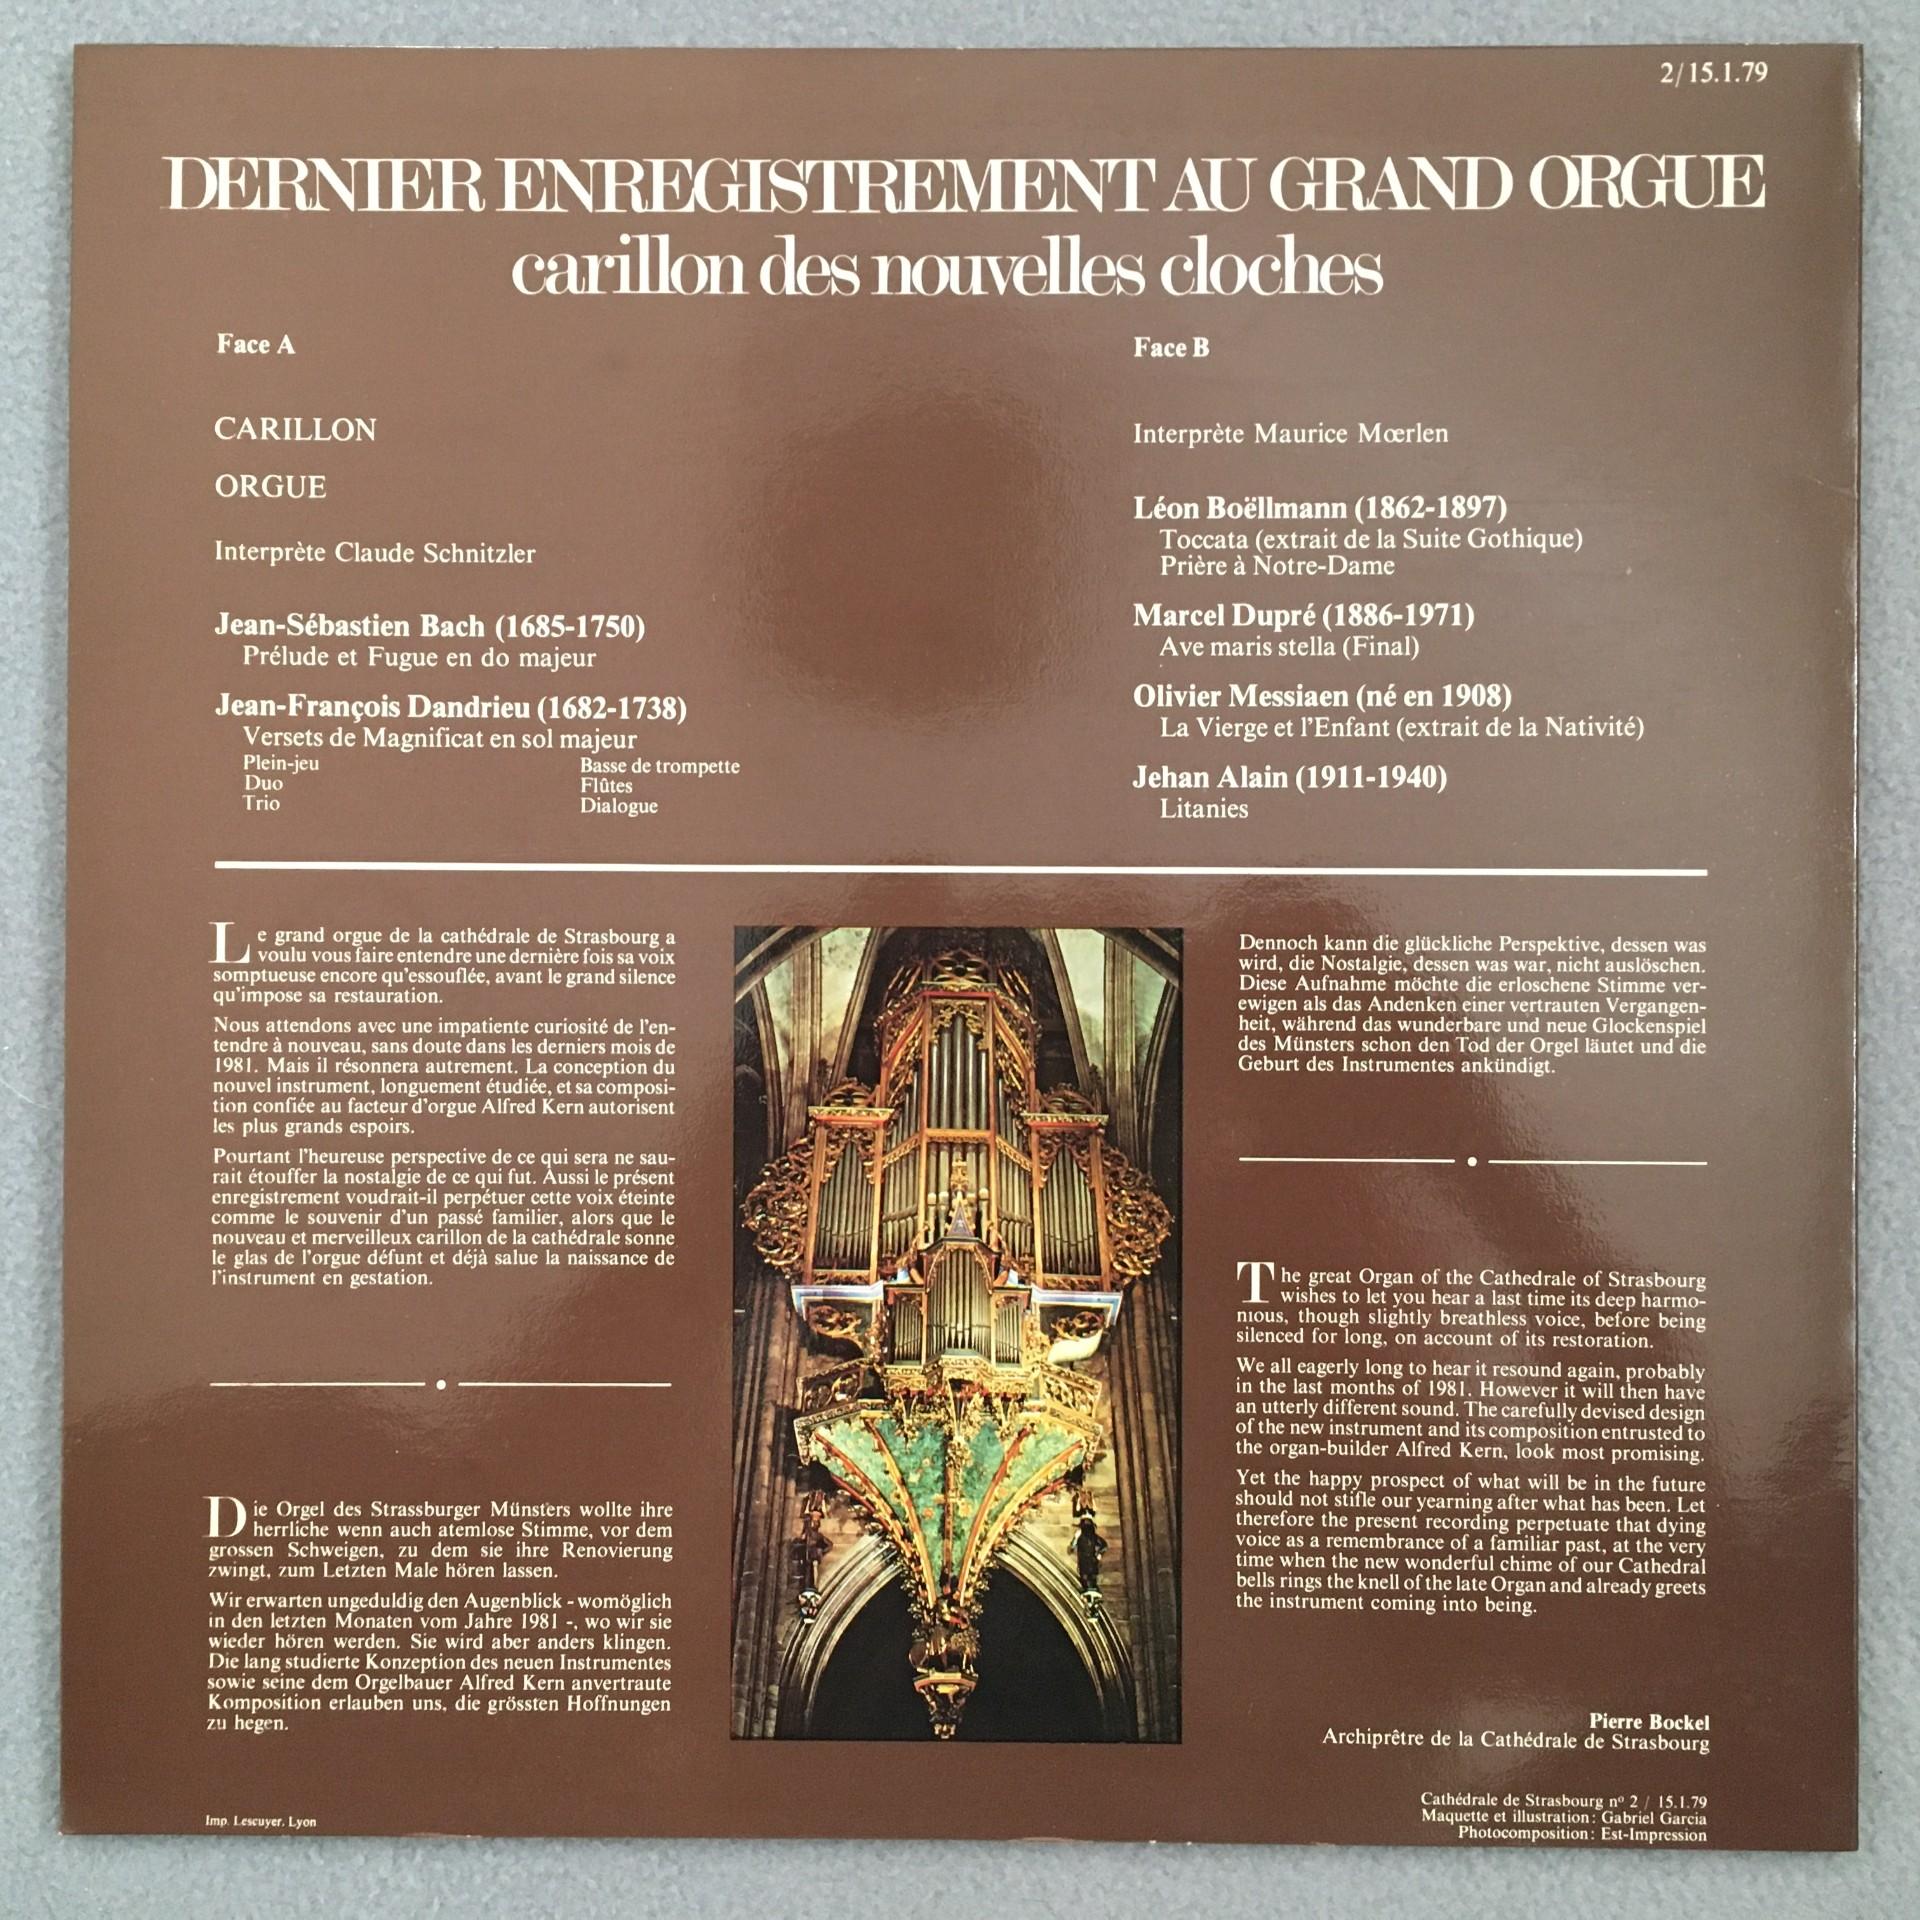 2/15.1.79
DERNIER ENREGISTREMENT AU GRAND ORGUE
carillon des nouvelles cloches
Face A
CARILLON
ORGUE
Interprète Claude Schnitzler
Jean-Sébastien Bach (1685-1750)
Prélude et Fugue en do majeur
Jean-François Dandrieu (1682-1738)
Versets de Magnificat en sol majeur
Plein-jeu
Duo
Trio
Basse de trompette
Flûtes
Dialogue
Face B
Interprète Maurice Mœrlen
Léon Boëllmann (1862-1897)
Toccata (extrait de la Suite Gothique)
Prière à Notre-Dame
Marcel Dupré (1886-1971)
Ave maris stella (Final)
Olivier Messiaen (né en 1908)
La Vierge et l'Enfant (extrait de la Nativité)
Jehan Alain (1911-1940)
Litanies
Le grand orgue de la cathédrale de Strasbourg a
voulu vous faire entendre une dernière fois sa voix
somptueuse encore qu'essouflée, avant le grand silence
qu'impose sa restauration.
Nous attendons avec une impatiente curiosité de l'en-
tendre à nouveau, sans doute dans les derniers mois de
1981. Mais il résonnera autrement. La conception du
nouvel instrument, longuement étudiée, et sa composi-
tion confiée au facteur d'orgue Alfred Kern autorisent
les plus grands espoirs.
Pourtant l'heureuse perspective de ce qui sera ne sau-
rait étouffer la nostalgie de ce qui fut. Aussi le présent
enregistrement voudrait-il perpétuer cette voix éteinte
comme le souvenir d'un passé familier, alors que le
nouveau et merveilleux carillon de la cathédrale sonne
le glas de l'orgue défunt et déjà salue la naissance de
l'instrument en gestation.
Die Orgel des Strassburger Münsters wollte ihre
herrliche wenn auch atemlose Stimme, vor dem
grossen Schweigen, zu dem sie ihre Renovierung
zwingt, zum Letzten Male hören lassen.
Wir erwarten ungeduldig den Augenblick - womöglich
in den letzten Monaten vom Jahre 1981 -, wo wir sie
wieder hören werden. Sie wird aber anders klingen.
Die lang studierte Konzeption des neuen Instrumentes
sowie seine dem Orgelbauer Alfred Kern anvertraute
Komposition erlauben uns, die grössten Hoffnungen
zu hegen.
Dennoch kann die glückliche Perspektive, dessen was
wird, die Nostalgie, dessen was war, nicht auslöschen.
Diese Aufnahme möchte die erloschene Stimme ver-
ewigen als das Andenken einer vertrauten Vergangen-
heit, während das wunderbare und neue Glockenspiel
des Münsters schon den Tod der Orgel läutet und die
Geburt des Instrumentes ankündigt.
The great Organ of the Cathedrale of Strasbourg
wishes to let you hear a last time its deep harmo-
nious, though slightly breathless voice, before being
silenced for long, on account of its restoration.
We all eagerly long to hear it resound again, probably
in the last months of 1981. However it will then have
an utterly different sound. The carefully devised design
of the new instrument and its composition entrusted to
the organ-builder Alfred Kern, look most promising.
Yet the happy prospect of what will be in the future
should not stifle our yearning after what has been. Let
therefore the present recording perpetuate that dying
voice as a remembrance of a familiar past, at the very
time when the new wonderful chime of our Cathedral
bells rings the knell of the late Organ and already greets
the instrument coming into being.
Pierre Bockel
Archiprêtre de la Cathédrale de Strasbourg
Imp. Lescuyer, Lyon
Cathédrale de Strasbourg nº 2 / 15.1.79
Maquette et illustration : Gabriel Garcia
Photocomposition : Est-Impression